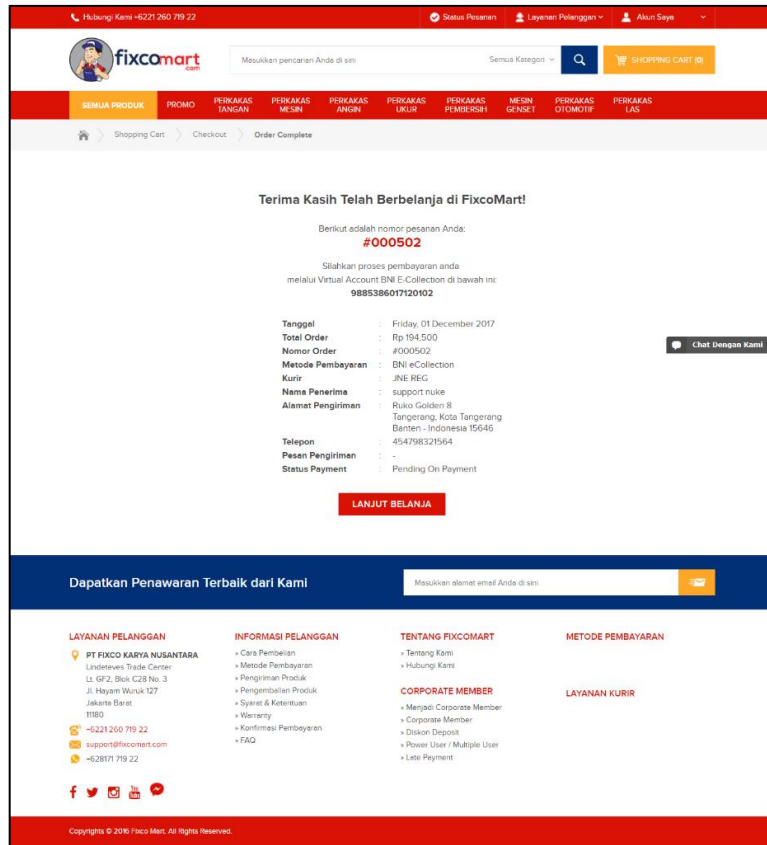 Hubungi Kami +6221 260 719 22
Status Pesanan
Layanan Pelanggan
Akun Saya
fixcomart
.com
Masukkan pencarian Anda di sini
Semua Kategori
SHOPPING CART (0)
SEMUA PRODUK
PROMO
PERKAKAS TANGAN
PERKAKAS MESIN
PERKAKAS ANGIN
PERKAKAS UKUR
PERKAKAS PEMBERSIH
MESIN GENSET
PERKAKAS OTOMOTIF
PERKAKAS LAS
Shopping Cart
Checkout
Order Complete
Terima Kasih Telah Berbelanja di FixcoMart!
Berikut adalah nomor pesanan Anda:
#000502
Silahkan proses pembayaran anda
melalui Virtual Account BNI E-Collection di bawah ini:
9885386017120102
Tanggal : Friday, 01 December 2017
Total Order : Rp 194,500
Nomor Order : #000502
Metode Pembayaran : BNI eCollection
Kurir : JNE REG
Nama Penerima : support nuke
Alamat Pengiriman : Ruko Golden 8
Tangerang, Kota Tangerang
Banten - Indonesia 15646
Telepon : 454798321564
Pesan Pengiriman : -
Status Payment : Pending On Payment
LANJUT BELANJA
Chat Dengan Kami
Dapatkan Penawaran Terbaik dari Kami
Masukkan alamat email Anda di sini
LAYANAN PELANGGAN
PT FIXCO KARYA NUSANTARA
Lindeteves Trade Center
Lt. GF2, Blok C28 No. 3
Jl. Hayam Wuruk 127
Jakarta Barat
11180
+6221 260 719 22
support@fixcomart.com
+628171 719 22
INFORMASI PELANGGAN
» Cara Pembelian
» Metode Pembayaran
» Pengiriman Produk
» Pengembalian Produk
» Syarat & Ketentuan
» Warranty
» Konfirmasi Pembayaran
» FAQ
TENTANG FIXCOMART
» Tentang Kami
» Hubungi Kami
CORPORATE MEMBER
» Menjadi Corporate Member
» Corporate Member
» Diskon Deposit
» Power User / Multiple User
» Late Payment
METODE PEMBAYARAN
LAYANAN KURIR
You Tube
Copyrights © 2016 Fixco Mart. All Rights Reserved.